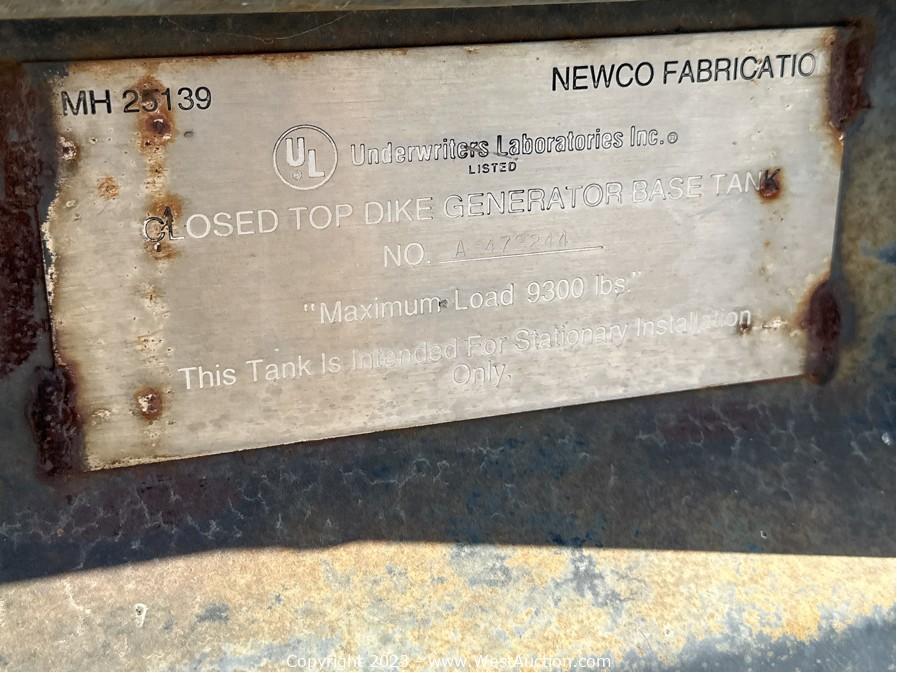 MH 25139
NEWCO FABRICATIO
UL
Underwriters Laboratories Inc.®
LISTED
CLOSED TOP DIKE GENERATOR BASE TANK
NO. A
"Maximum Load 9300 lbs."
This Tank Is Intended For Stationary Installation
Only.
Copyright 2023 - www.WestAuction.com